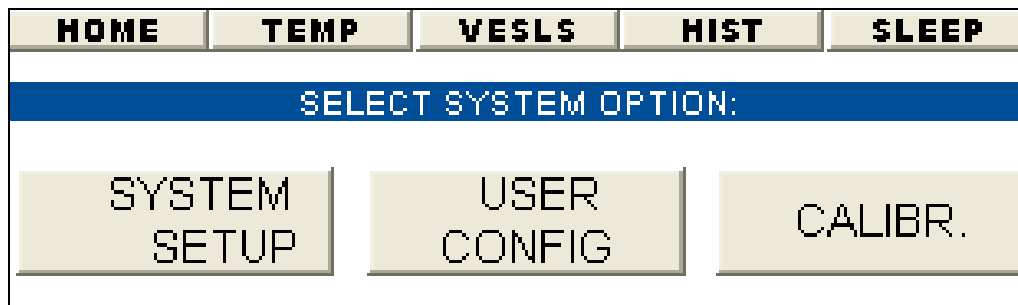 HOME TEMP VESLS HIST SLEEP
SELECT SYSTEM OPTION:
SYSTEM SETUP
USER CONFIG
CALIBR.